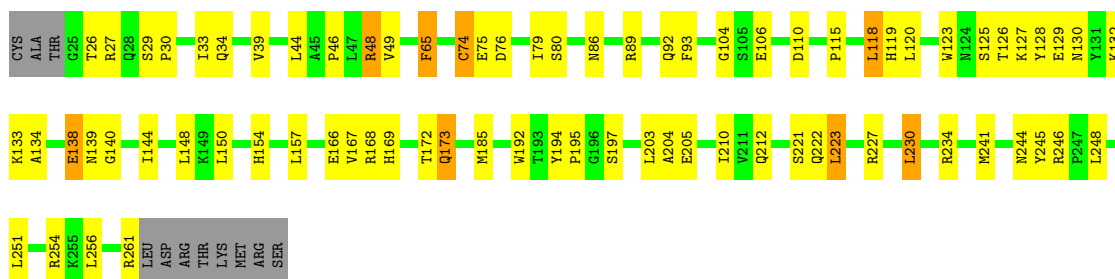 CYS ALA THR G25 T26 R27 Q28 S29 P30 I33 Q34 V39 L44 A45 P46 L47 R48 V49 F65 C74 E75 D76 I79 S80 N86 R89 Q92 F93 G104 S105 E106 D110 P115 L118 H119 L120 W123 N124 S125 T126 K127 Y128 E129 N130 Y131 K132
K133 A134 E138 N139 G140 I144 L148 K149 L150 H154 L157 E166 V167 R168 H169 T172 Q173 M185 W192 T193 Y194 P195 G196 S197 L203 A204 E205 I210 V211 Q212 S221 Q222 L223 R227 L230 R234 M241 N244 Y245 R246 P247 L248
L251 R254 K255 L256 R261 LEU ASP ARG THR LYS MET ARG SER